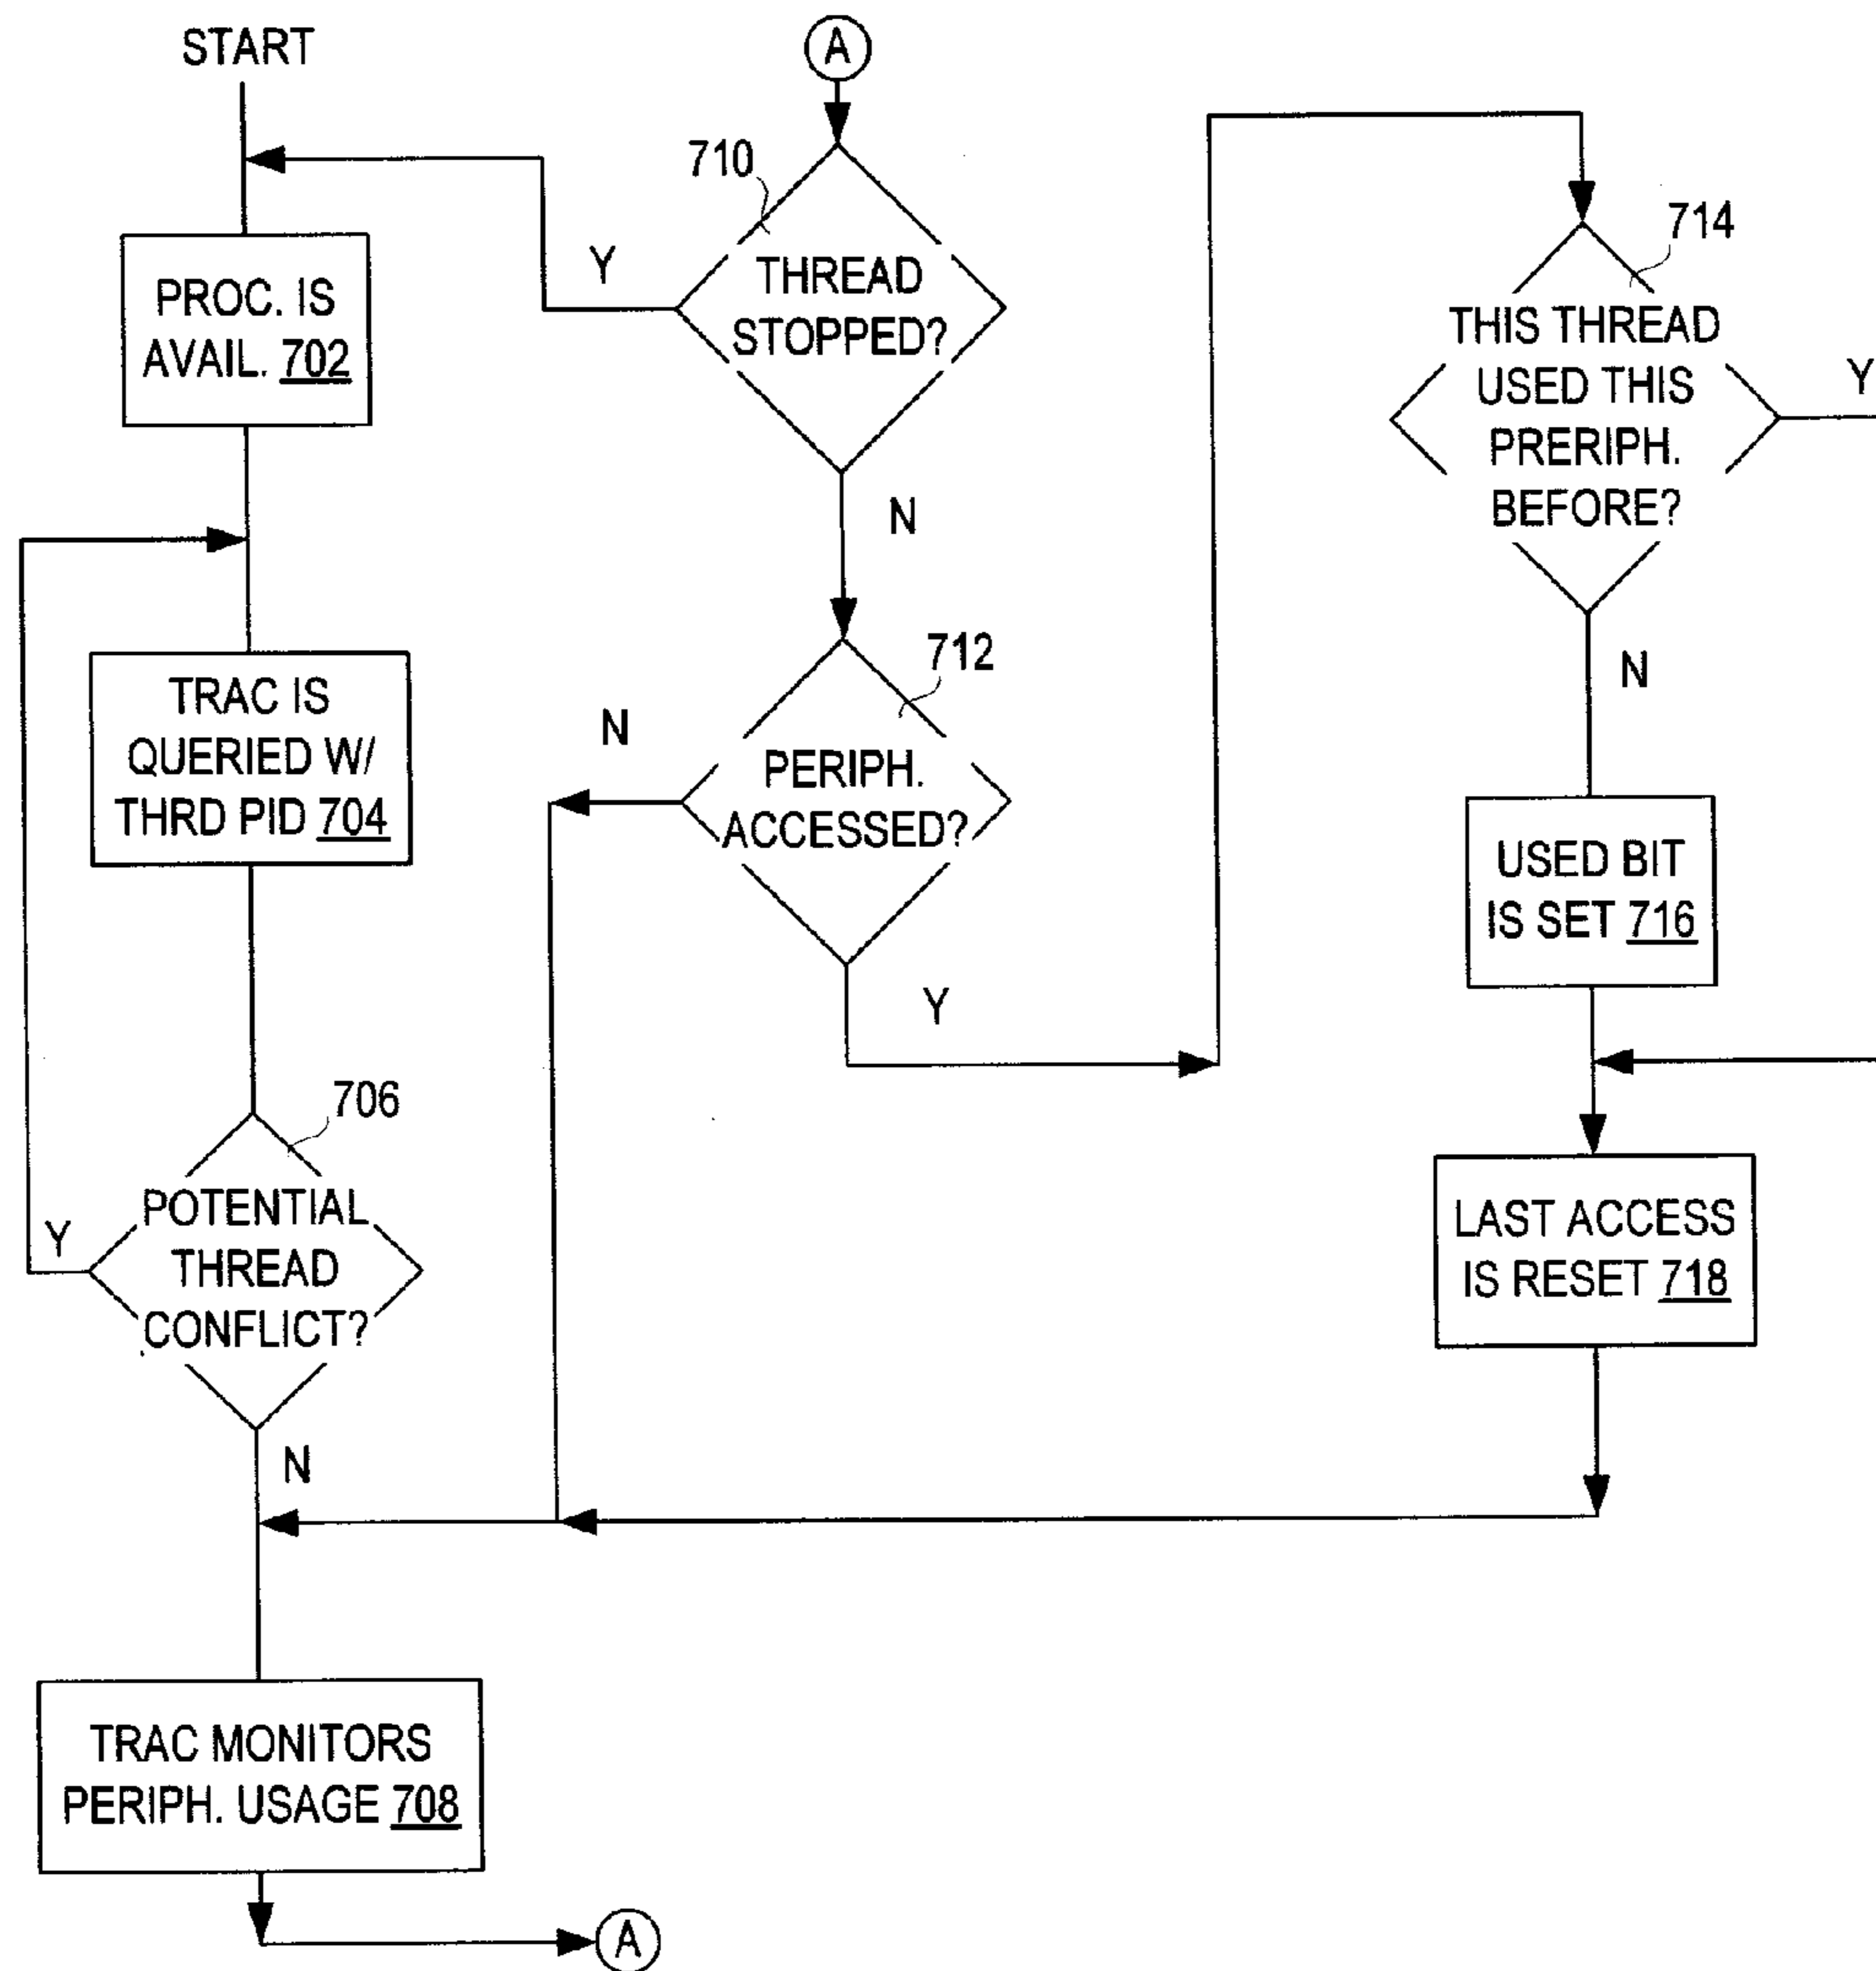 START
PROC. IS
AVAIL. 702
TRAC IS
QUERIED W/
THRD PID 704
706
POTENTIAL
THREAD
CONFLICT?
Y
N
TRAC MONITORS
PERIPH. USAGE 708
A
A
710
THREAD
STOPPED?
Y
N
712
PERIPH.
ACCESSED?
N
Y
714
THIS THREAD
USED THIS
PRERIPH.
BEFORE?
Y
N
USED BIT
IS SET 716
LAST ACCESS
IS RESET 718